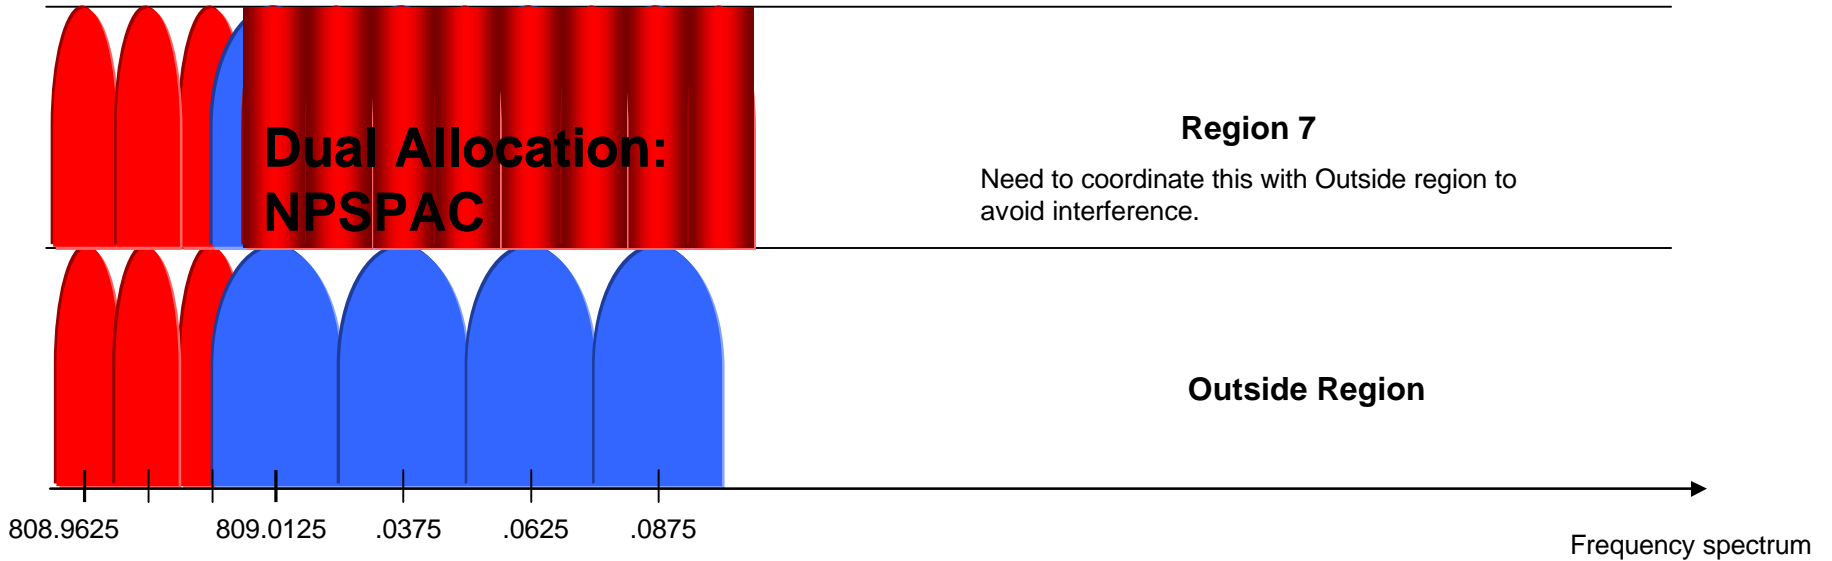 Dual Allocation:
NPSPAC
Region 7
Need to coordinate this with Outside region to
avoid interference.
Outside Region
808.9625
809.0125
.0375
.0625
.0875
Frequency spectrum